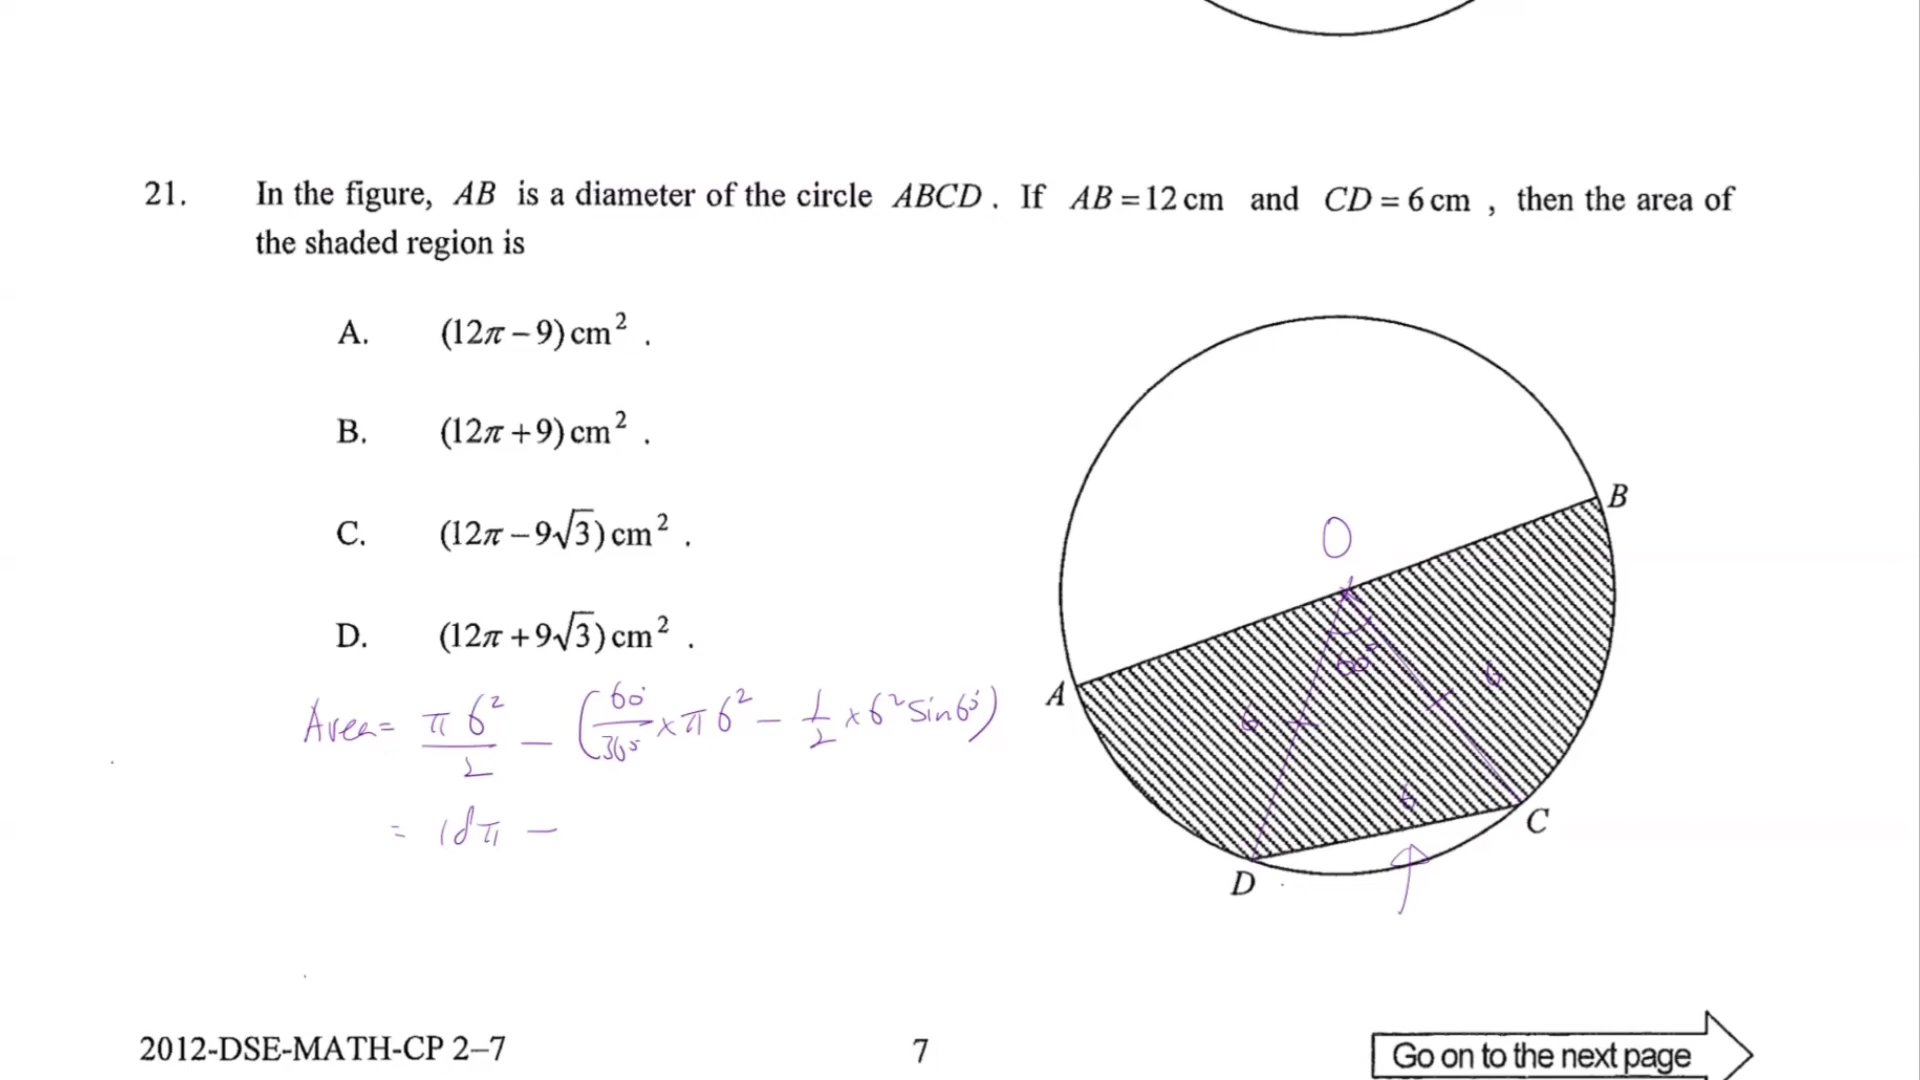 21. In the figure, AB is a diameter of the circle ABCD. If AB = 12 cm and CD = 6 cm, then the area of
the shaded region is
A. (12π − 9) cm² .
B. (12π + 9) cm² .
C. (12π − 9√3) cm² .
D. (12π + 9√3) cm² .
Area = π6²/2 − (60°/360° × π6² − 1/2 × 6² sin60°)
= 18π −
B
O
60°
6
A
6
6
C
D
2012-DSE-MATH-CP 2–7
7
Go on to the next page